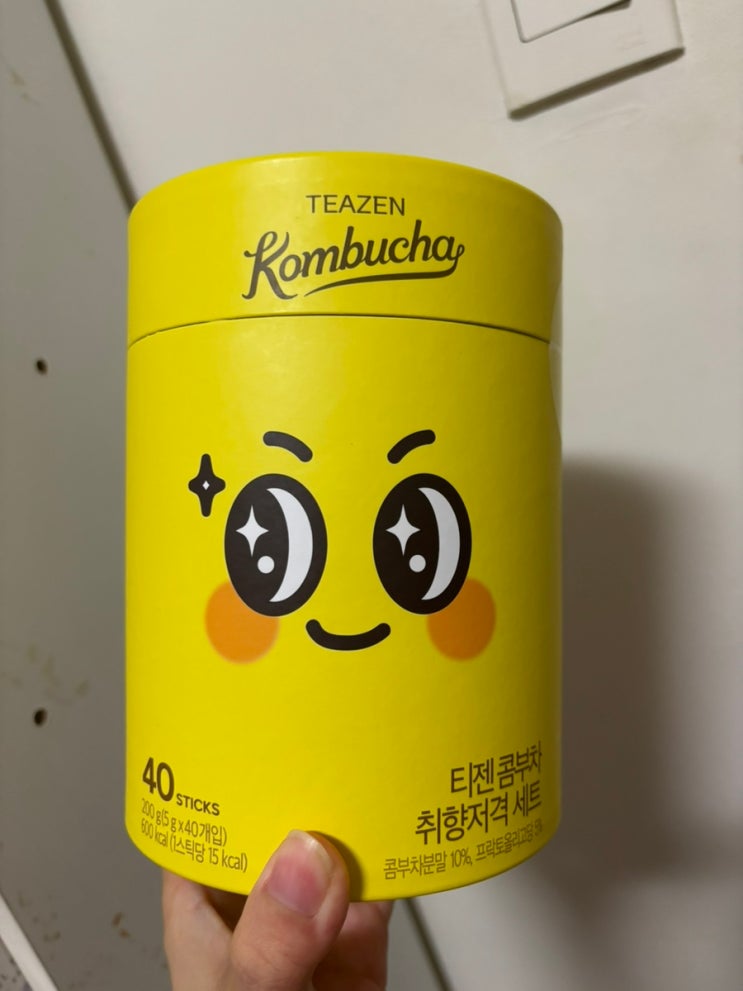 TEAZEN
Kombucha
40 STICKS
200 g(5 g x 40개입)
600 kcal (1스틱당 15 kcal)
티젠 콤부차
취향저격 세트
콤부차분말 10%, 프락토올리고당 5%